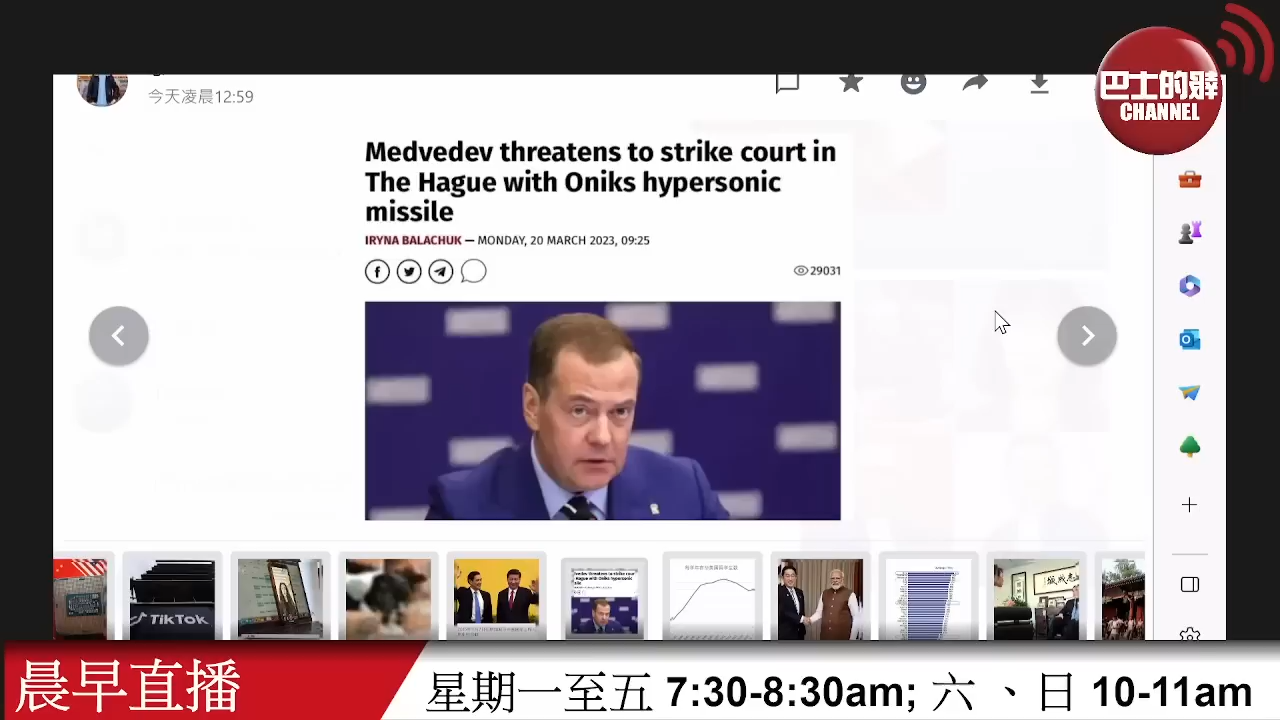 今天凌晨12:59
巴士的報
CHANNEL
Medvedev threatens to strike court in
The Hague with Oniks hypersonic
missile
IRYNA BALACHUK — MONDAY, 20 MARCH 2023, 09:25
29031
TIKTOK
晨早直播
星期一至五 7:30-8:30am; 六、日 10-11am